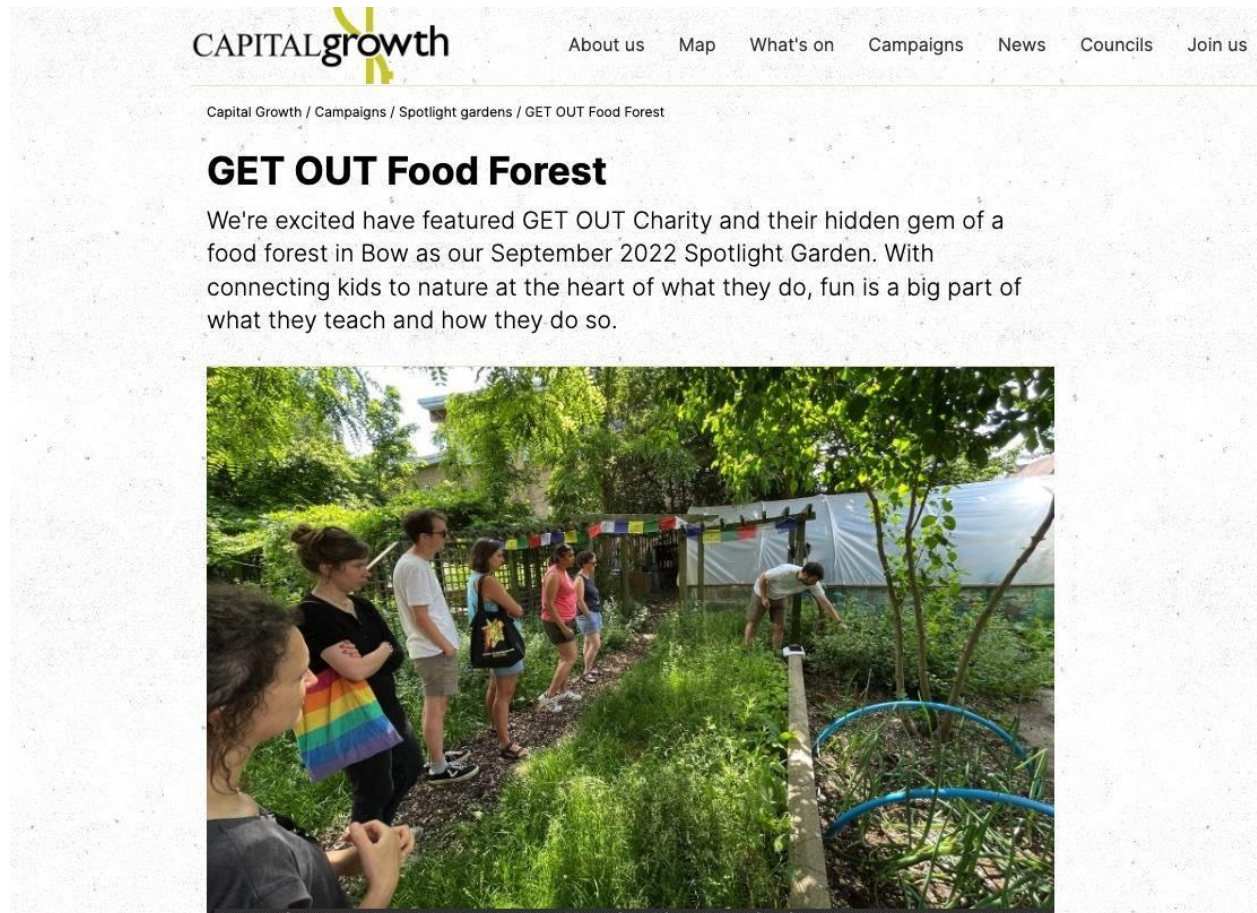 CAPITALgrowth
About us Map What's on Campaigns News Councils Join us
Capital Growth / Campaigns / Spotlight gardens / GET OUT Food Forest
GET OUT Food Forest
We're excited have featured GET OUT Charity and their hidden gem of a
food forest in Bow as our September 2022 Spotlight Garden. With
connecting kids to nature at the heart of what they do, fun is a big part of
what they teach and how they do so.